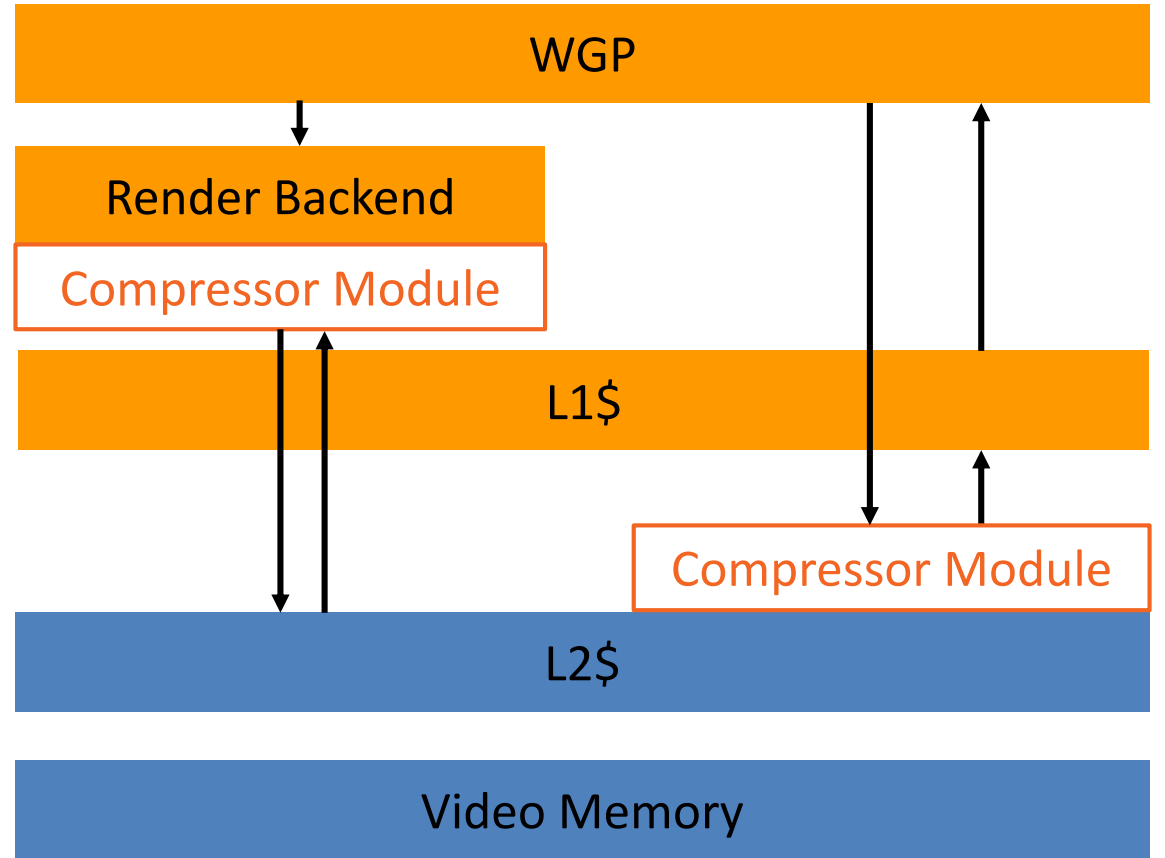 WGP
Render Backend
Compressor Module
L1$
Compressor Module
L2$
Video Memory